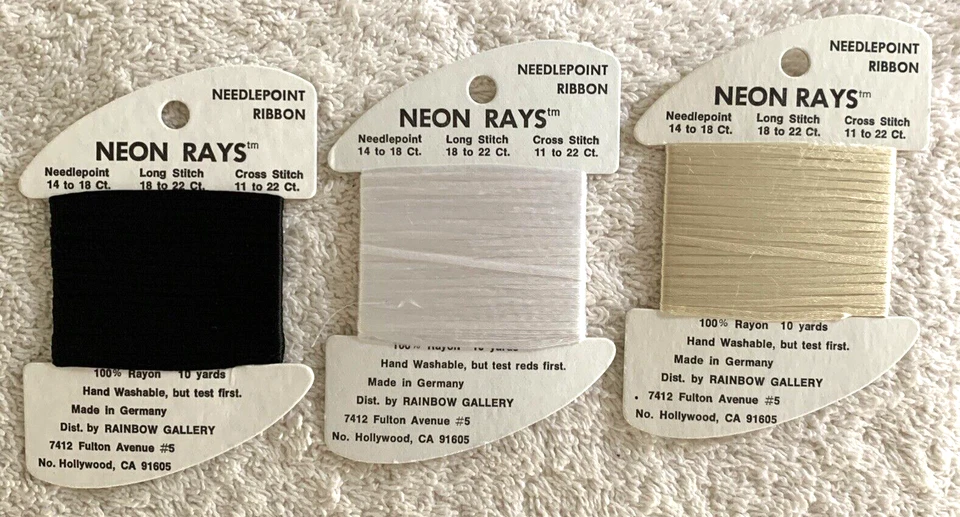 NEEDLEPOINT
RIBBON
NEON RAYS™
Needlepoint Long Stitch Cross Stitch
14 to 18 Ct. 18 to 22 Ct. 11 to 22 Ct.
100% Rayon 10 yards
Hand Washable, but test first.
Made in Germany
Dist. by RAINBOW GALLERY
7412 Fulton Avenue #5
No. Hollywood, CA 91605
NEEDLEPOINT
RIBBON
NEON RAYS™
Needlepoint Long Stitch Cross Stitch
14 to 18 Ct. 18 to 22 Ct. 11 to 22 Ct.
100% Rayon 10 yards
Hand Washable, but test reds first.
Made in Germany
Dist. by RAINBOW GALLERY
7412 Fulton Avenue #5
No. Hollywood, CA 91605
NEEDLEPOINT
RIBBON
NEON RAYS™
Needlepoint Long Stitch Cross Stitch
14 to 18 Ct. 18 to 22 Ct. 11 to 22 Ct.
100% Rayon 10 yards
Hand Washable, but test first.
Made in Germany
Dist. by RAINBOW GALLERY
7412 Fulton Avenue #5
No. Hollywood, CA 91605